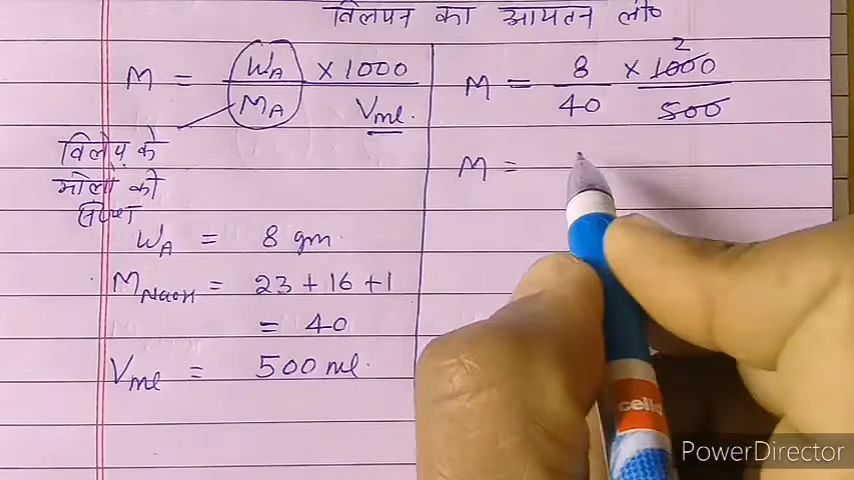 विलयन का आयतन ली०
M = W_A × 1000
M_A V_ml.
विलेय के
मोलों की
W_A = 8 gm.
M_NaOH = 23 + 16 + 1
= 40
V_ml = 500 ml.
M = 8 × 1000 2
40 500
M =
cello
PowerDirector